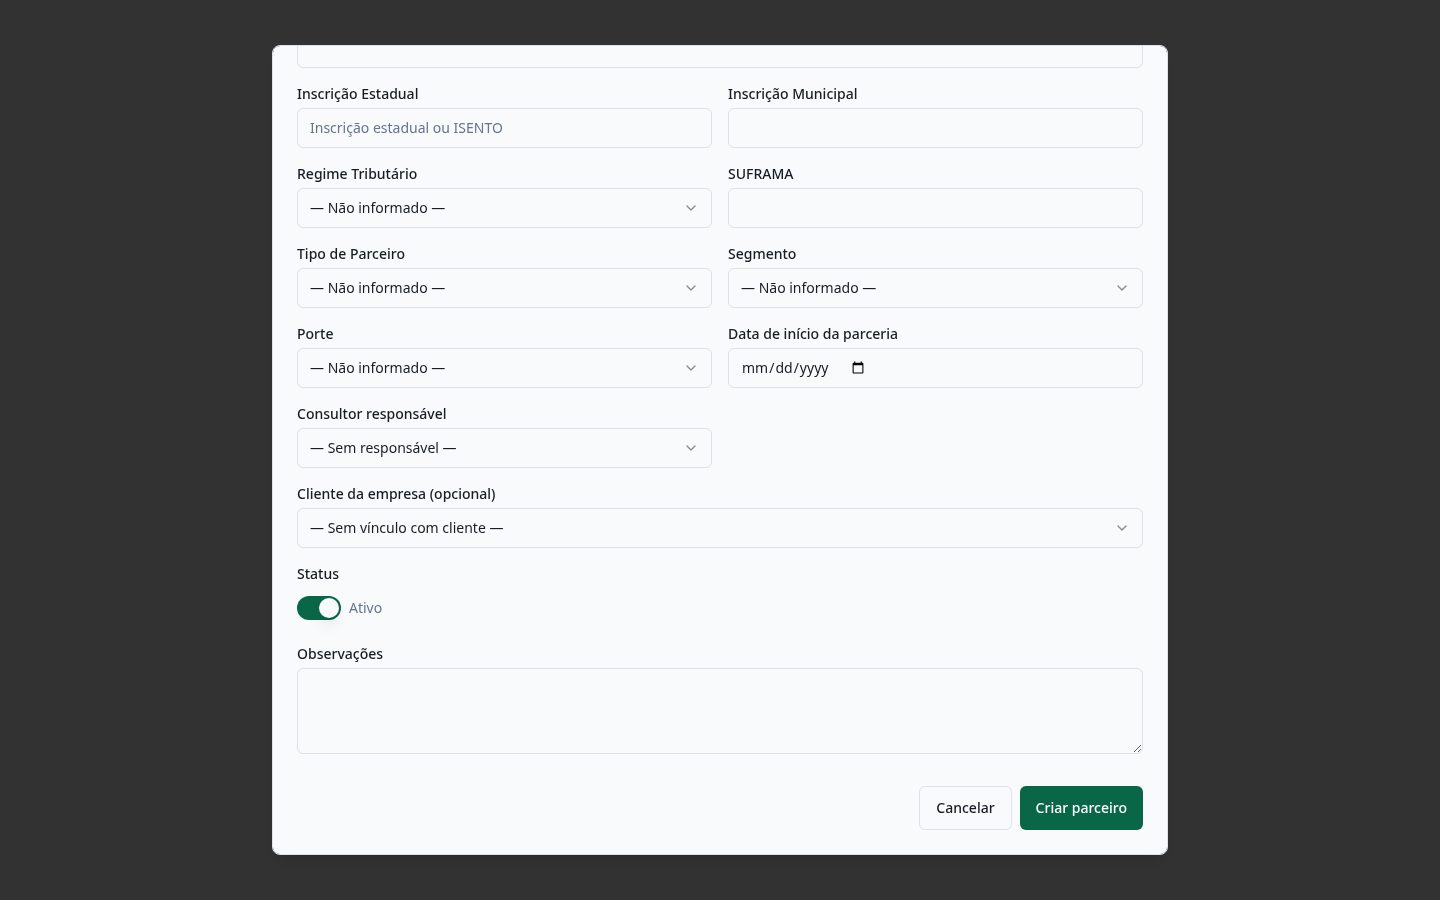 Inscrição Estadual
Inscrição Municipal
Inscrição estadual ou ISENTO
Regime Tributário
SUFRAMA
— Não informado —
Tipo de Parceiro
Segmento
— Não informado —
— Não informado —
Porte
Data de início da parceria
— Não informado —
mm/dd/yyyy
Consultor responsável
— Sem responsável —
Cliente da empresa (opcional)
— Sem vínculo com cliente —
Status
Ativo
Observações
Cancelar
Criar parceiro